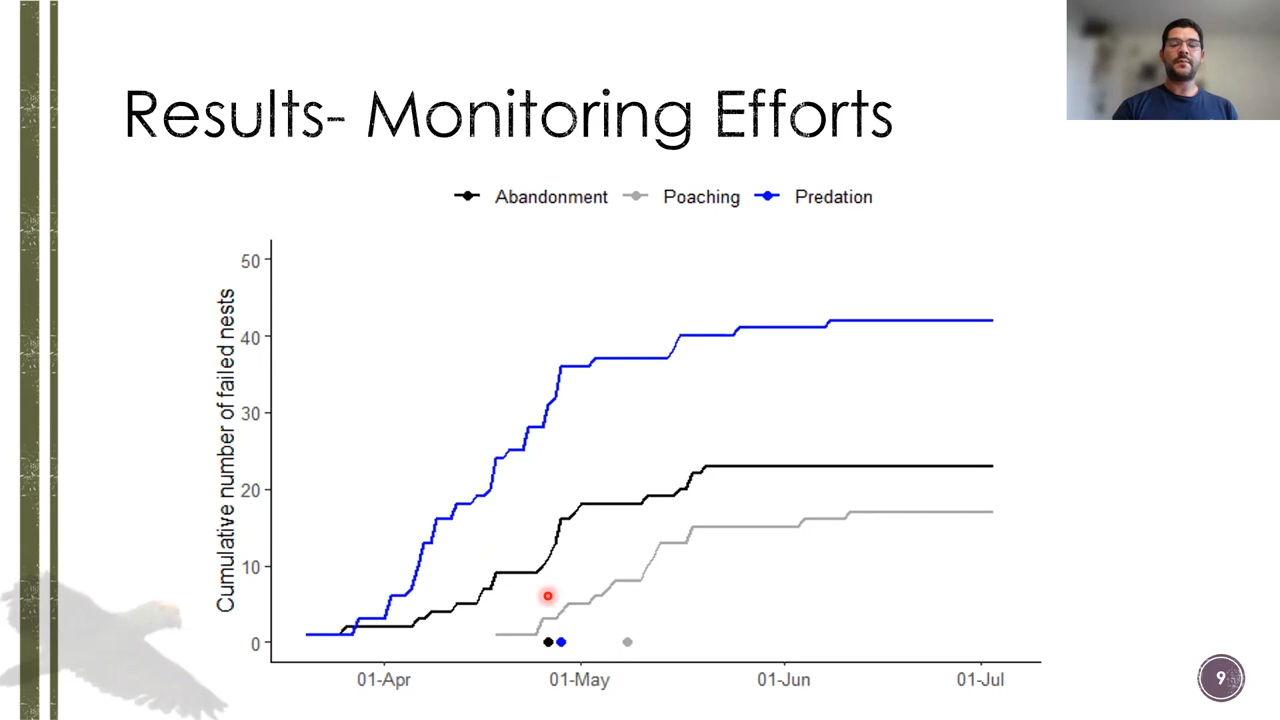 Results- Monitoring Efforts
Abandonment Poaching Predation
Cumulative number of failed nests
50
40
30
20
10
0
01-Apr 01-May 01-Jun 01-Jul
9